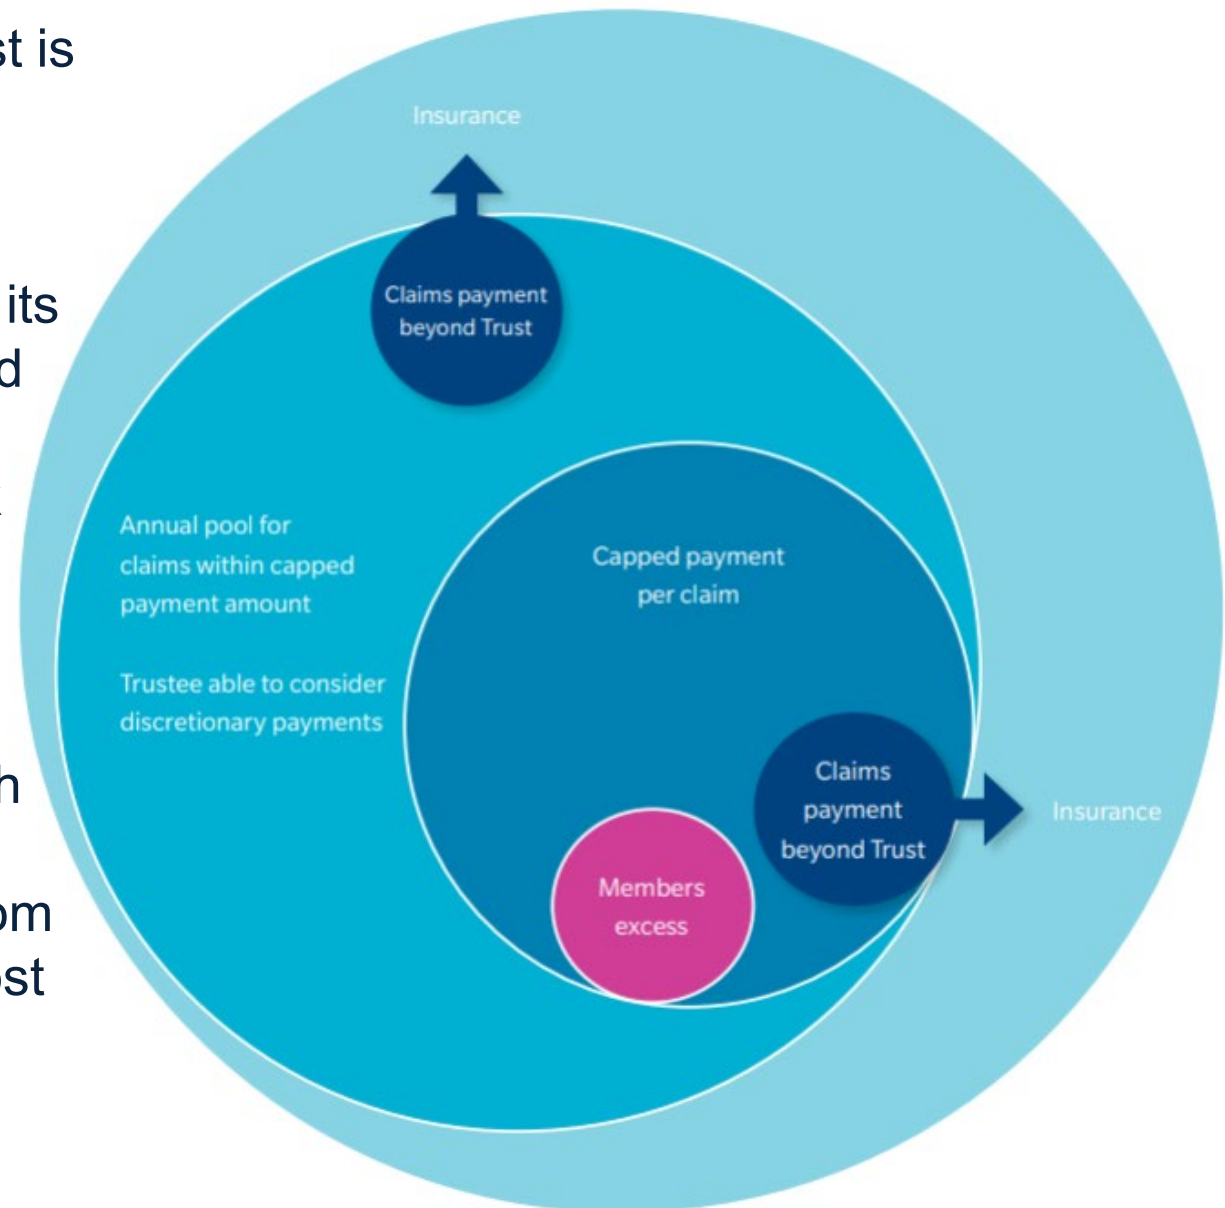 st is
its
d
h
om
ost
Insurance
Claims payment
beyond Trust
Annual pool for
claims within capped
payment amount
Trustee able to consider
discretionary payments
Capped payment
per claim
Claims
payment
beyond Trust
Insurance
Members
excess